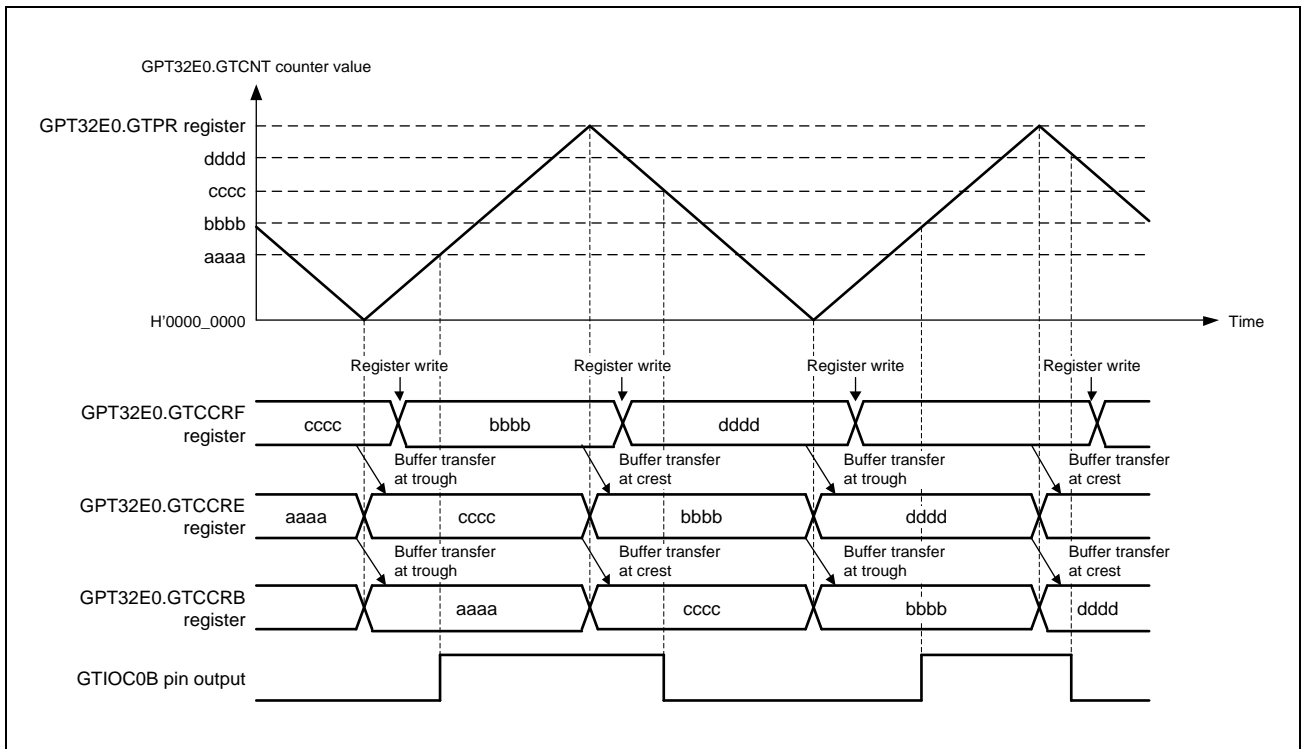 GPT32E0.GTCNT counter value
GPT32E0.GTPR register
dddd
cccc
bbbb
aaaa
H'0000_0000
Time
Register write
Register write
Register write
Register write
GPT32E0.GTCCRF
register
cccc
bbbb
dddd
Buffer transfer
at trough
Buffer transfer
at crest
Buffer transfer
at trough
Buffer transfer
at crest
GPT32E0.GTCCRE
register
aaaa
cccc
bbbb
dddd
Buffer transfer
at trough
Buffer transfer
at crest
Buffer transfer
at trough
Buffer transfer
at crest
GPT32E0.GTCCRB
register
aaaa
cccc
bbbb
dddd
GTIOC0B pin output